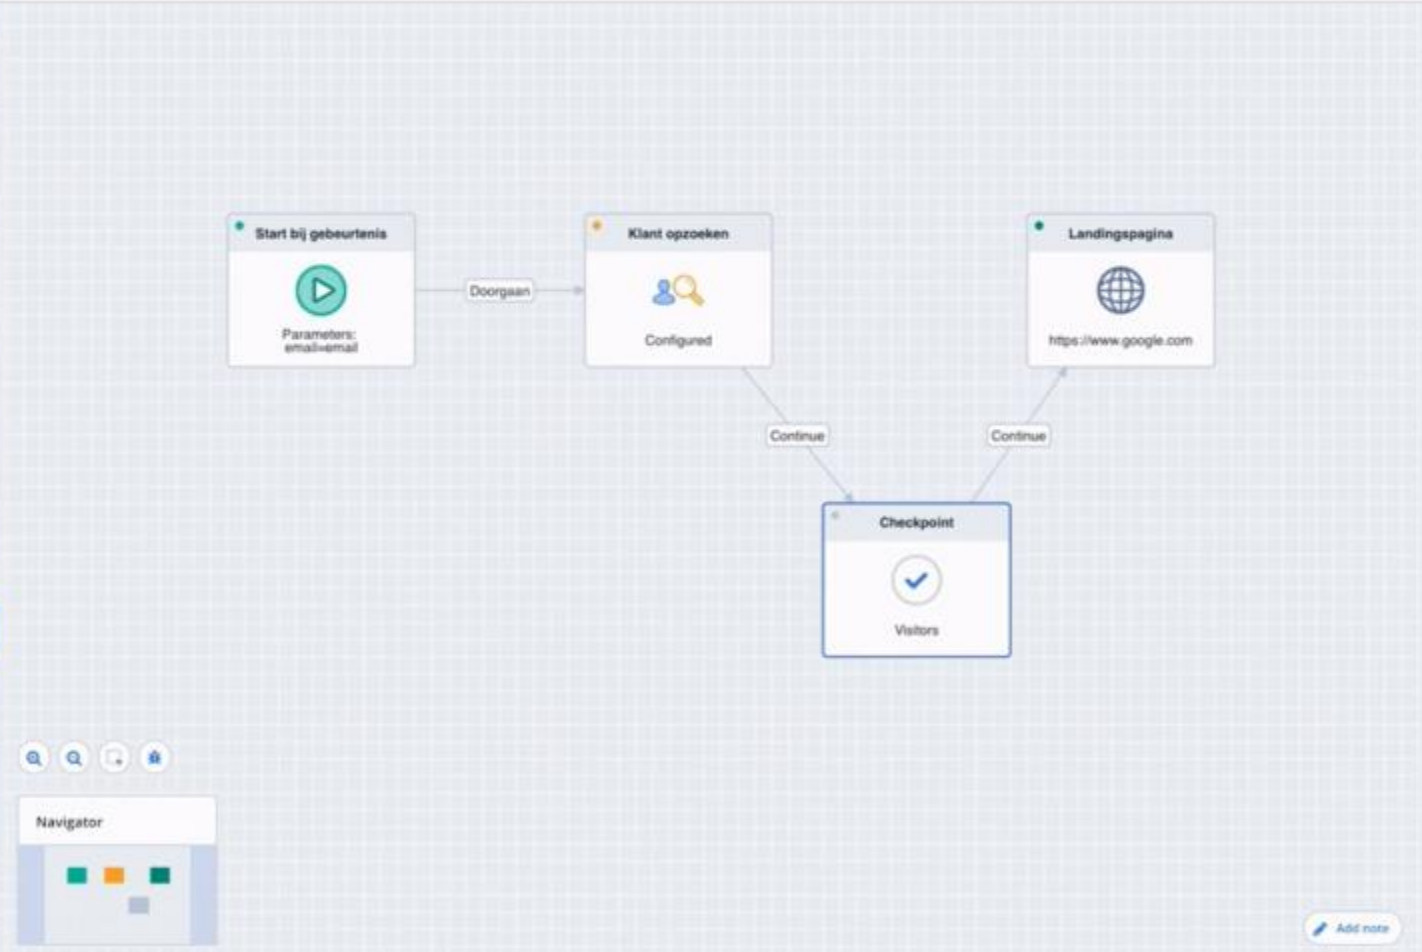 Start bij gebeurtenis
Parameters:
email=email
Doorgaan
Klant opzoeken
Configured
Landingspagina
https://www.google.com
Continue
Continue
Checkpoint
Visitors
Navigator
Add note